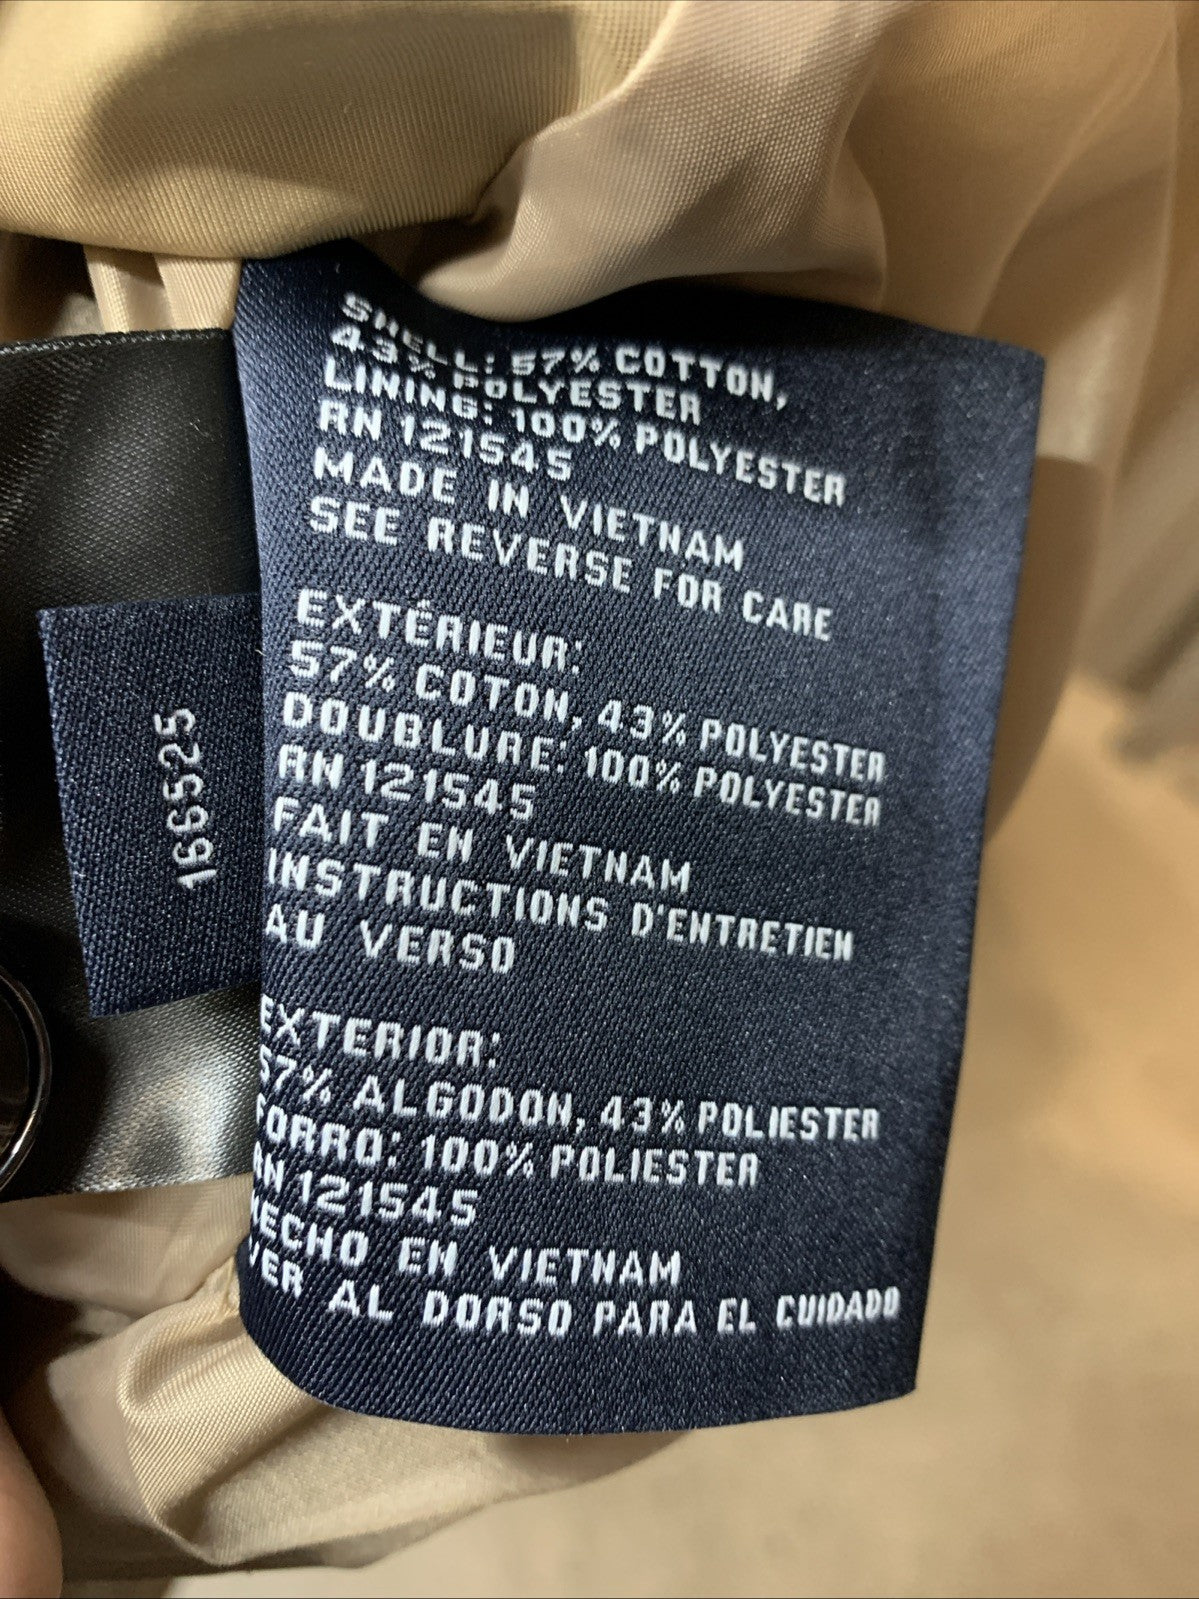 SHELL: 57% COTTON,
43% POLYESTER
LINING: 100% POLYESTER
RN 121545
MADE IN VIETNAM
SEE REVERSE FOR CARE
EXTÉRIEUR:
57% COTON, 43% POLYESTER
DOUBLURE: 100% POLYESTER
RN 121545
FAIT EN VIETNAM
INSTRUCTIONS D'ENTRETIEN
AU VERSO
EXTERIOR:
57% ALGODON, 43% POLIESTER
FORRO: 100% POLIESTER
RN 121545
HECHO EN VIETNAM
VER AL DORSO PARA EL CUIDADO
166525